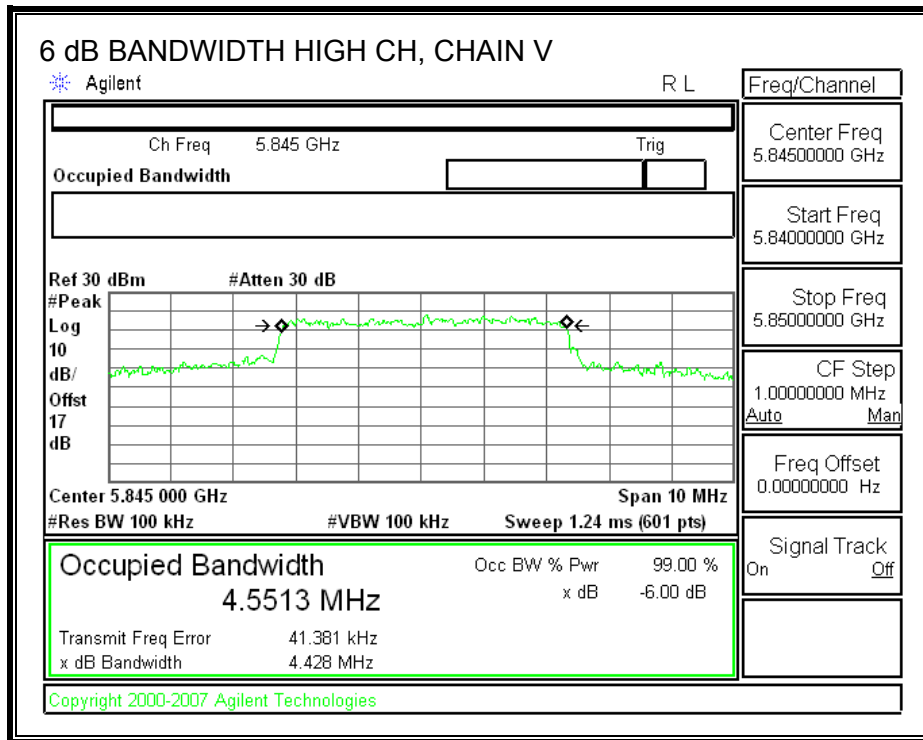 6 dB BANDWIDTH HIGH CH, CHAIN V
Agilent R L
Ch Freq 5.845 GHz Trig
Occupied Bandwidth
Ref 30 dBm #Atten 30 dB
#Peak
Log
10
dB/
Offst
17
dB
Center 5.845 000 GHz Span 10 MHz
#Res BW 100 kHz #VBW 100 kHz Sweep 1.24 ms (601 pts)
Occupied Bandwidth Occ BW % Pwr 99.00 %
4.5513 MHz x dB -6.00 dB
Transmit Freq Error 41.381 kHz
x dB Bandwidth 4.428 MHz
Copyright 2000-2007 Agilent Technologies
Freq/Channel
Center Freq
5.84500000 GHz
Start Freq
5.84000000 GHz
Stop Freq
5.85000000 GHz
CF Step
1.00000000 MHz
Auto Man
Freq Offset
0.00000000 Hz
Signal Track
On Off